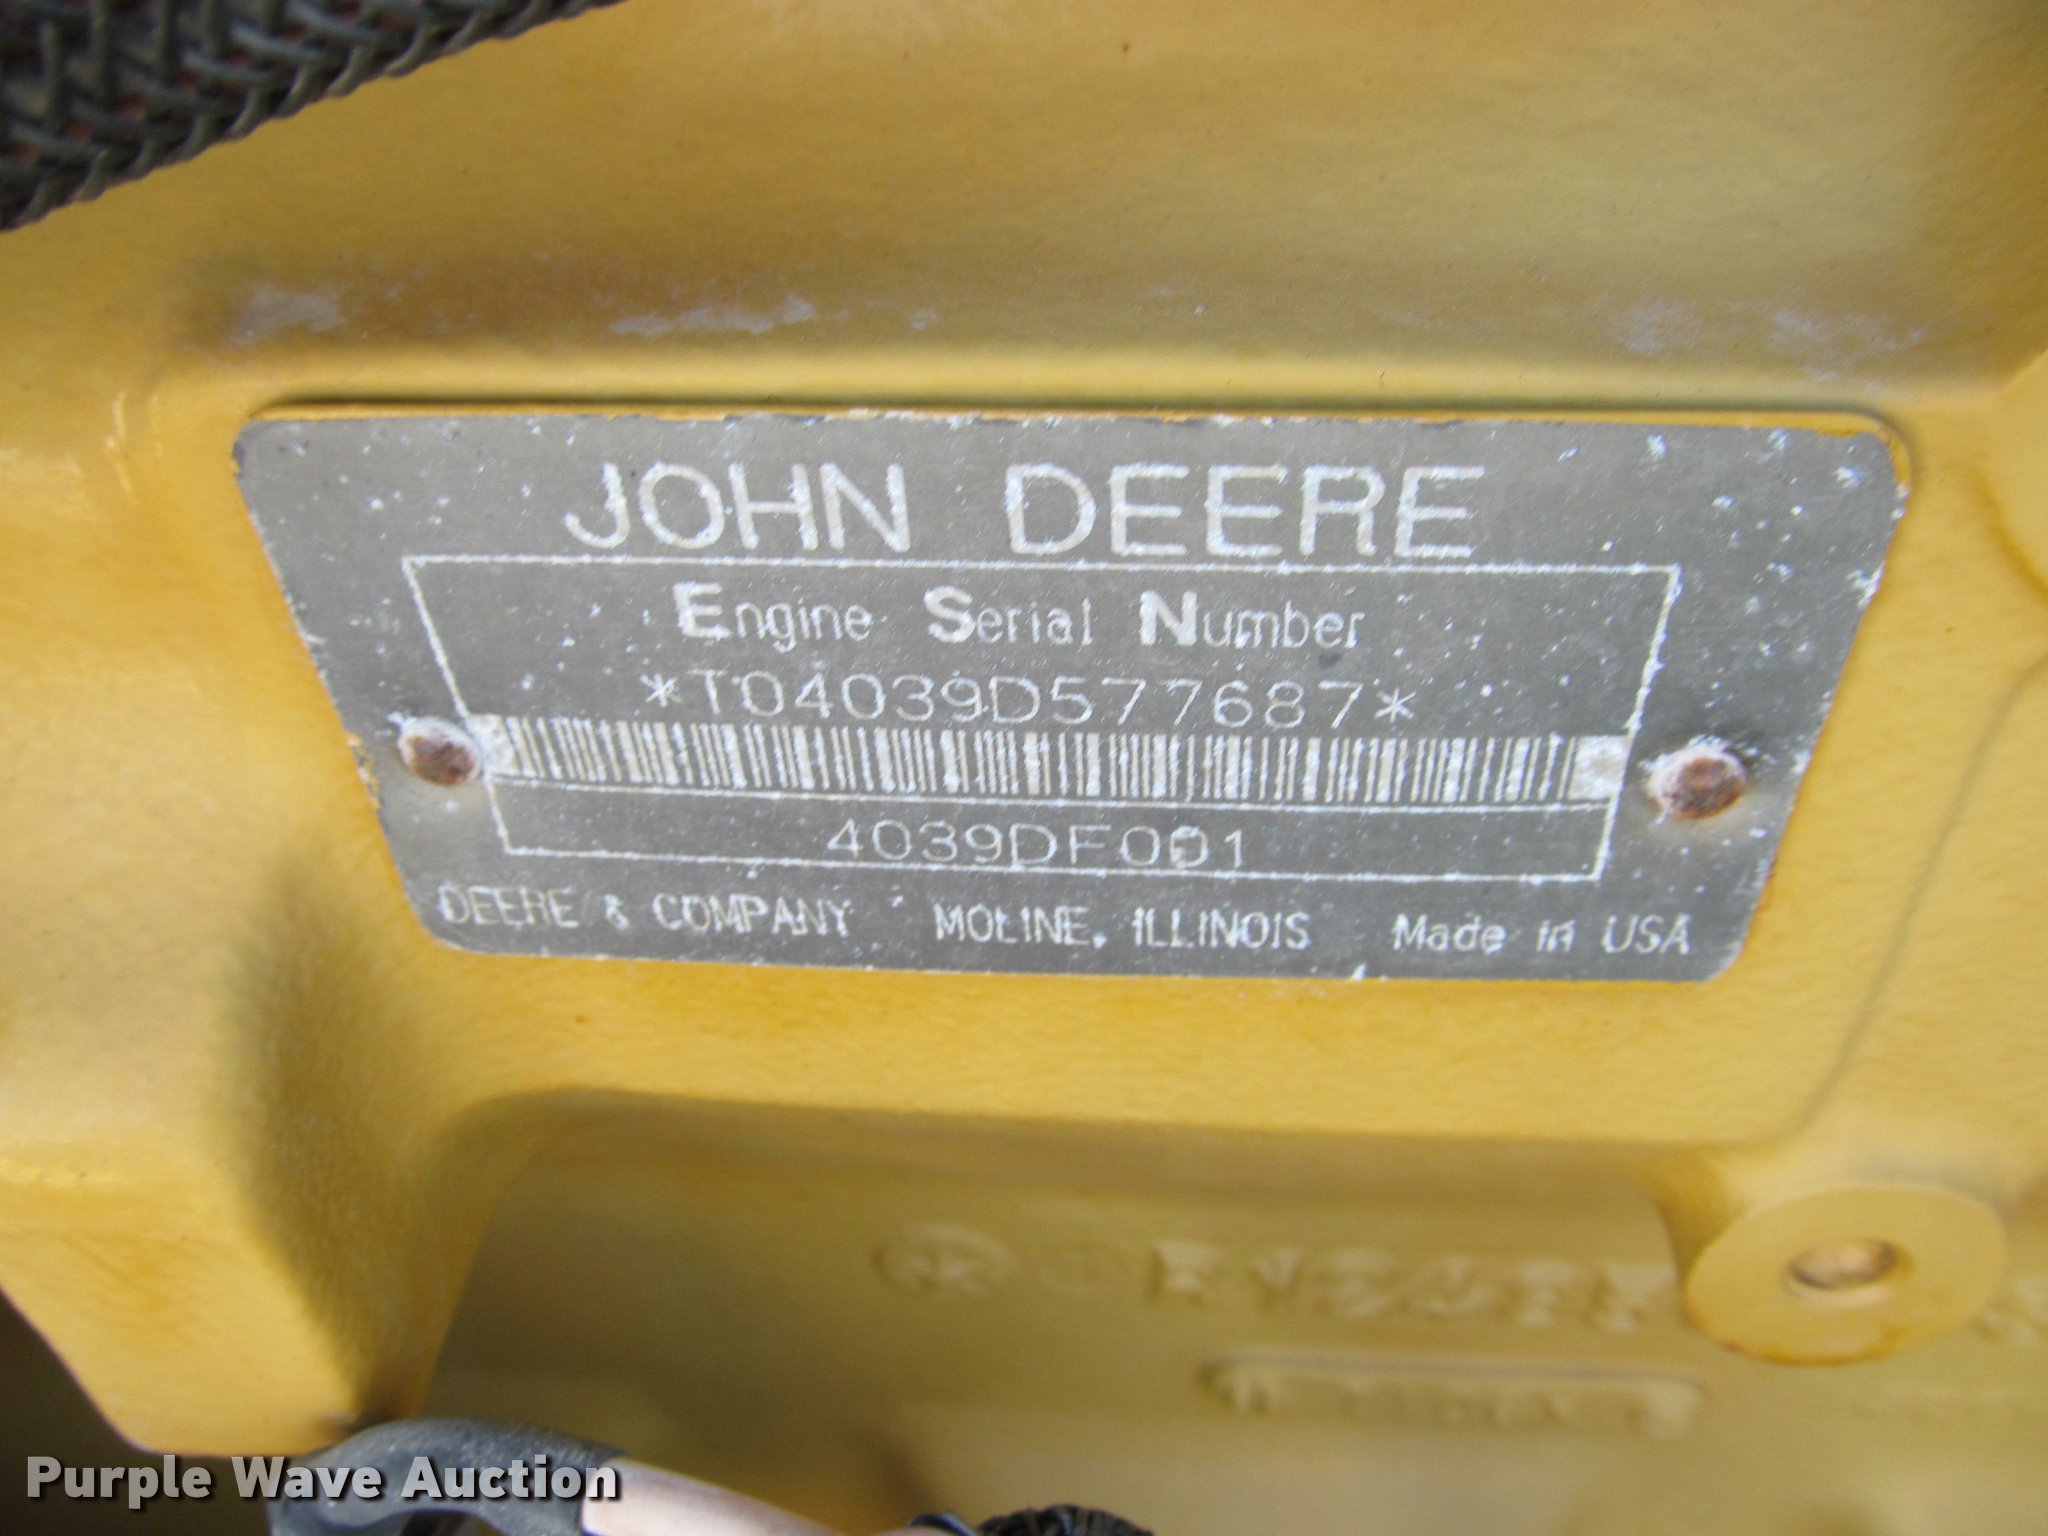 JOHN DEERE
Engine Serial Number
*T04039D577687*
4039DF001
DEERE & COMPANY MOLINE, ILLINOIS Made in USA
Purple Wave Auction